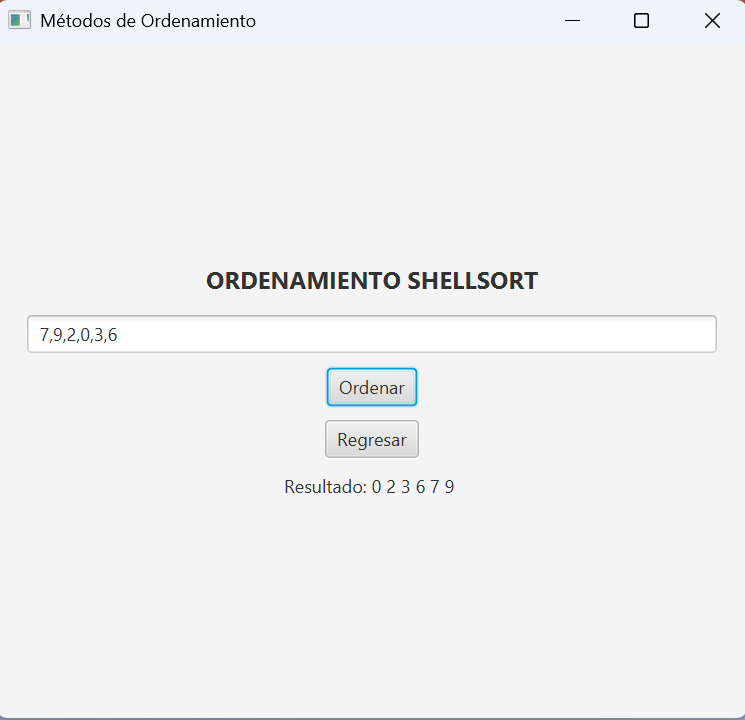 Métodos de Ordenamiento
ORDENAMIENTO SHELLSORT
7,9,2,0,3,6
Ordenar
Regresar
Resultado: 0 2 3 6 7 9